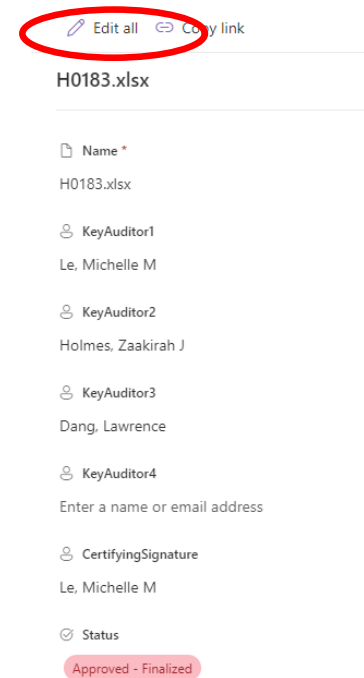 Edit all Copy link
H0183.xlsx
Name *
H0183.xlsx
KeyAuditor1
Le, Michelle M
KeyAuditor2
Holmes, Zaakirah J
KeyAuditor3
Dang, Lawrence
KeyAuditor4
Enter a name or email address
CertifyingSignature
Le, Michelle M
Status
Approved - Finalized